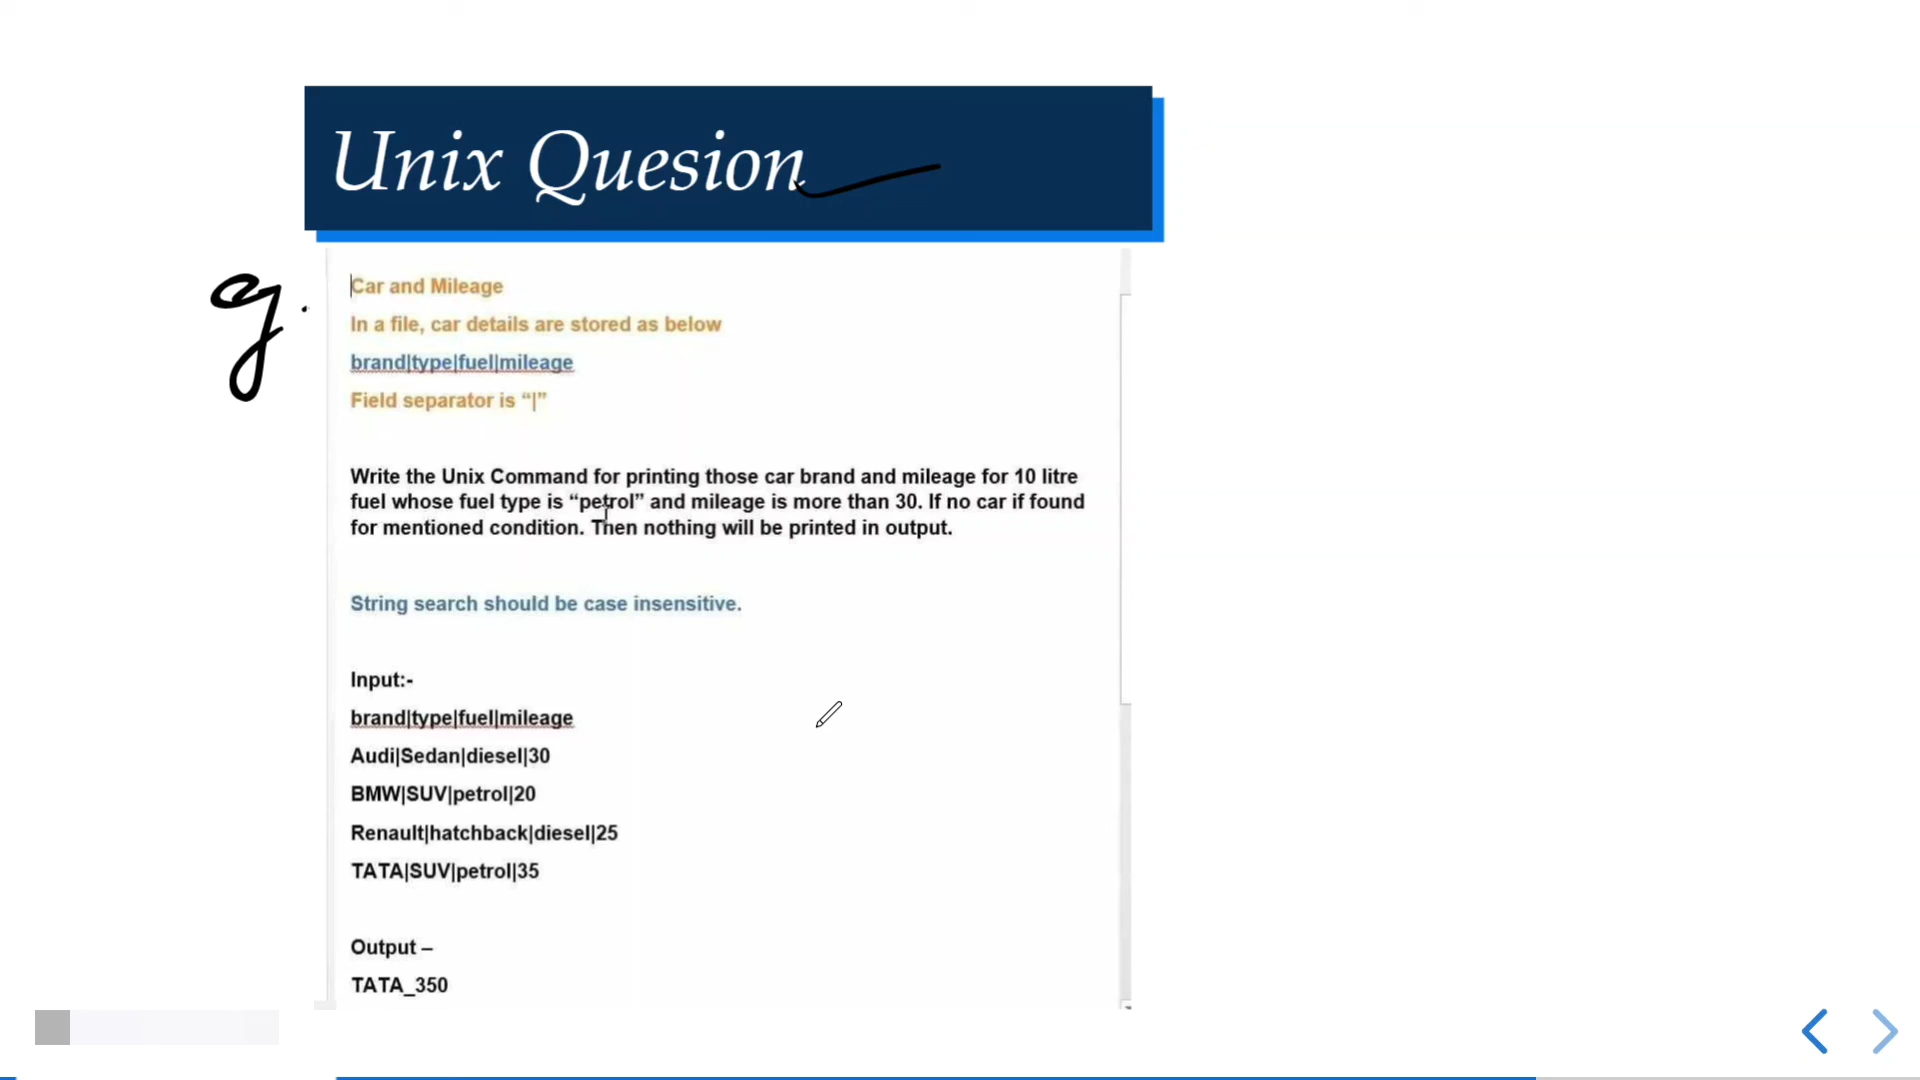 Unix Quesion
Car and Mileage
In a file, car details are stored as below
brand|type|fuel|mileage
Field separator is “|”
Write the Unix Command for printing those car brand and mileage for 10 litre
fuel whose fuel type is “petrol” and mileage is more than 30. If no car if found
for mentioned condition. Then nothing will be printed in output.
String search should be case insensitive.
Input:-
brand|type|fuel|mileage
Audi|Sedan|diesel|30
BMW|SUV|petrol|20
Renault|hatchback|diesel|25
TATA|SUV|petrol|35
Output –
TATA_350